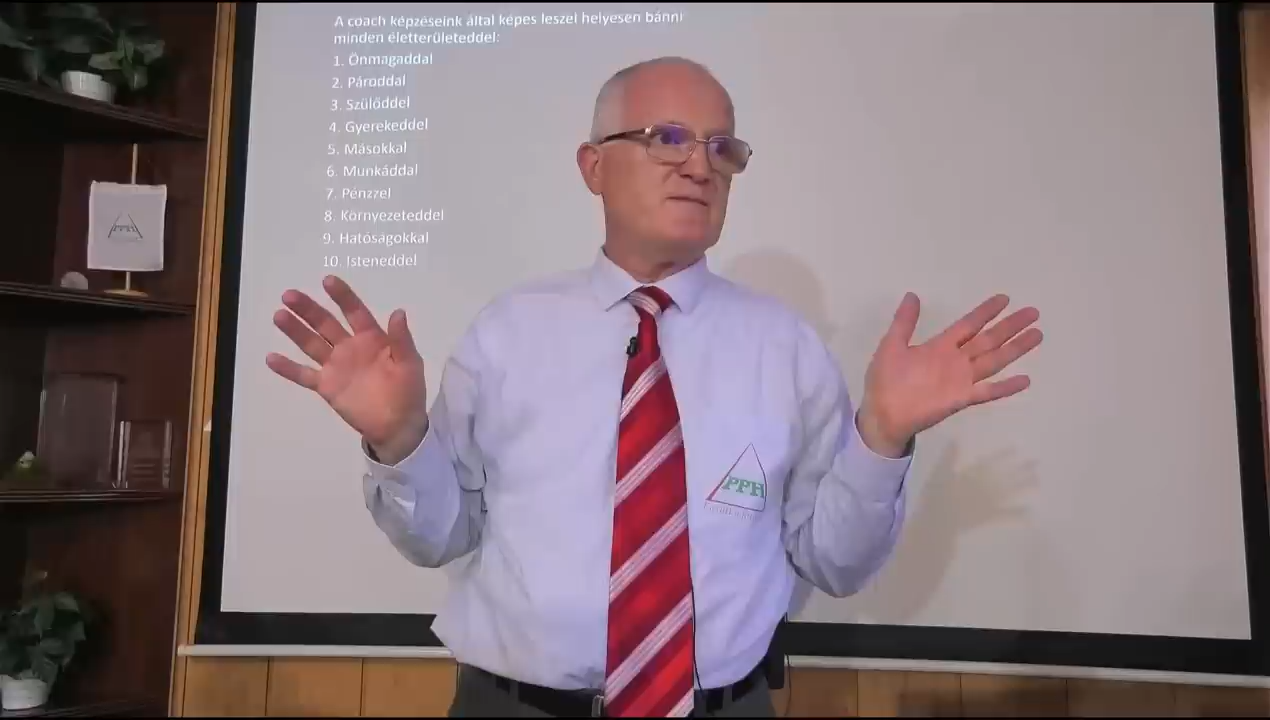 A coach képzéseink által képes leszel helyesen bánni
minden életterületeddel:
1. Önmagaddal
2. Pároddal
3. Szülőddel
4. Gyerekeddel
5. Másokkal
6. Munkáddal
7. Pénzzel
8. Környezeteddel
9. Hatóságokkal
10. Isteneddel
PPH